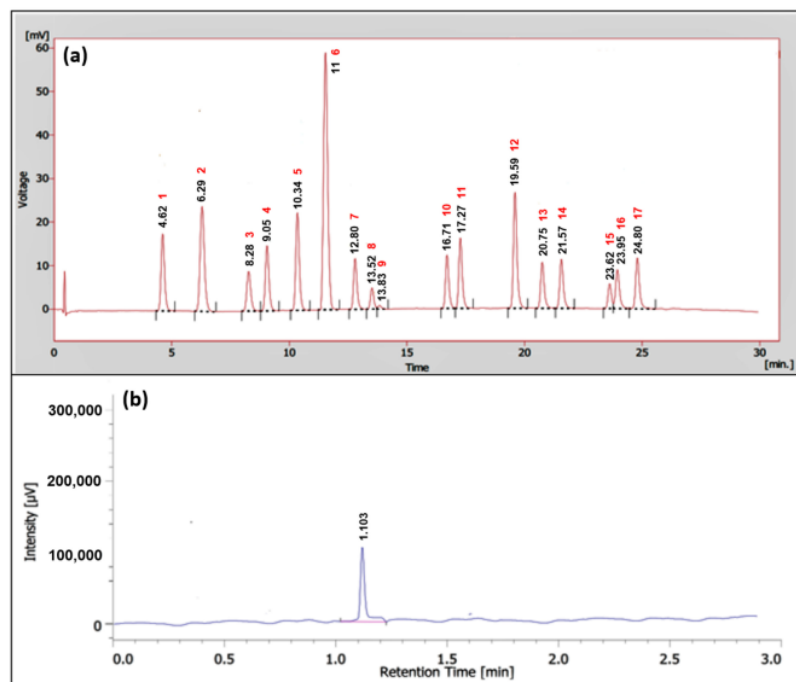 [mV]
(a)
60
50
40
30
20
10
0
Voltage
4.62 1
6.29 2
8.28 3
9.05 4
10.34 5
11 6
12.80 7
13.52 8
13.83 9
16.71 10
17.27 11
19.59 12
20.75 13
21.57 14
23.62 15
23.95 16
24.80 17
0 5 10 15 20 25 30
Time
[min.]
(b)
300,000
200,000
100,000
0
Intensity [µV]
1.103
0.0 0.5 1.0 1.5 2.0 2.5 3.0
Retention Time [min]